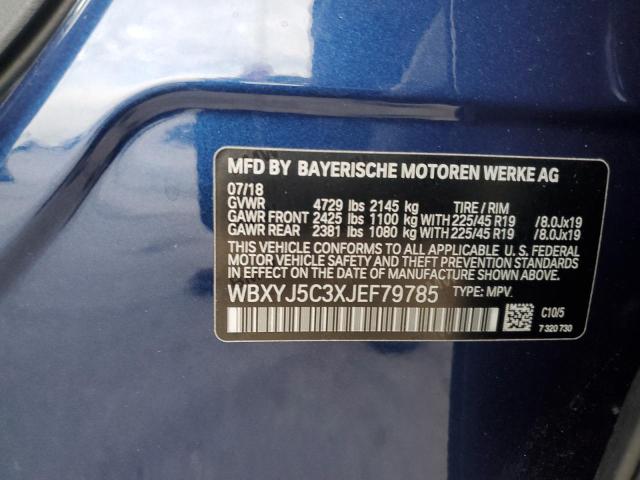 MFD BY BAYERISCHE MOTOREN WERKE AG
07/18
GVWR 4729 lbs 2145 kg TIRE / RIM
GAWR FRONT 2425 lbs 1100 kg WITH 225/45 R19 /8.0Jx19
GAWR REAR 2381 lbs 1080 kg WITH 225/45 R19 /8.0Jx19
THIS VEHICLE CONFORMS TO ALL APPLICABLE U. S. FEDERAL
MOTOR VEHICLE SAFETY, BUMPER, AND THEFT PREVENTION
STANDARDS IN EFFECT ON THE DATE OF MANUFACTURE SHOWN ABOVE.
WBXYJ5C3XJEF79785 TYPE: MPV
C10/5
7 320 730